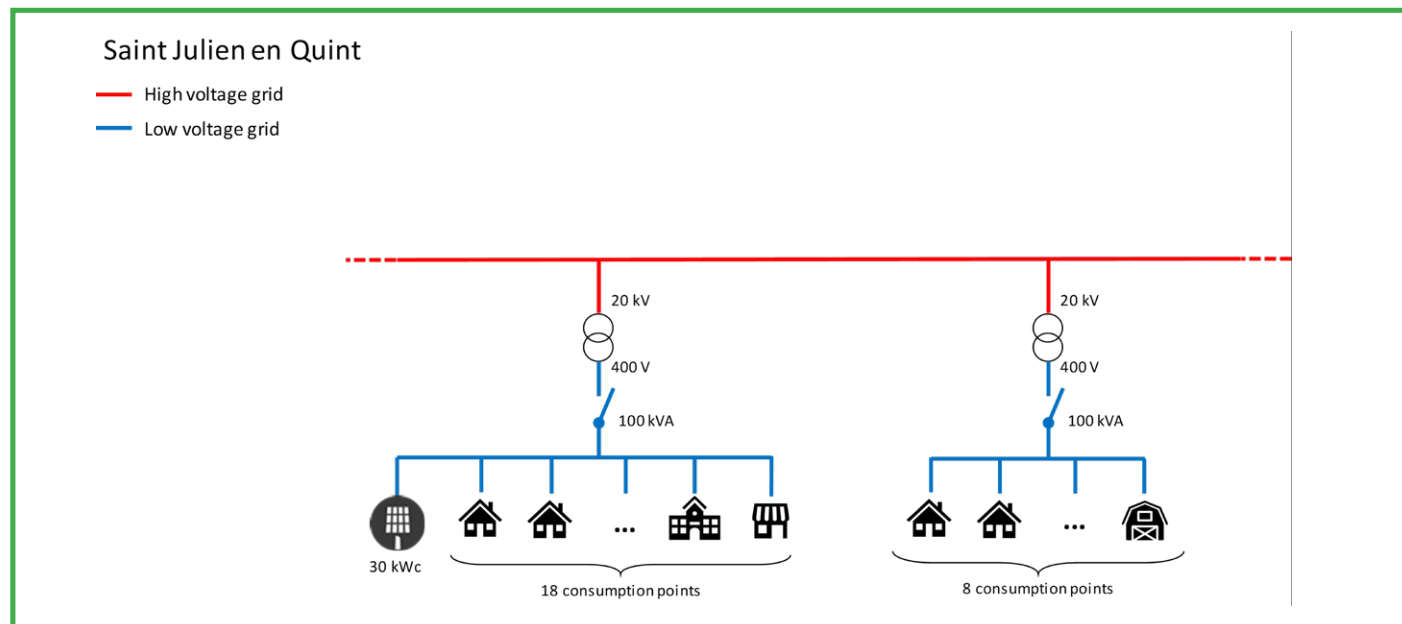 Saint Julien en Quint
High voltage grid
Low voltage grid
20 kV
20 kV
400 V
400 V
100 kVA
100 kVA
...
...
30 kWc
18 consumption points
8 consumption points